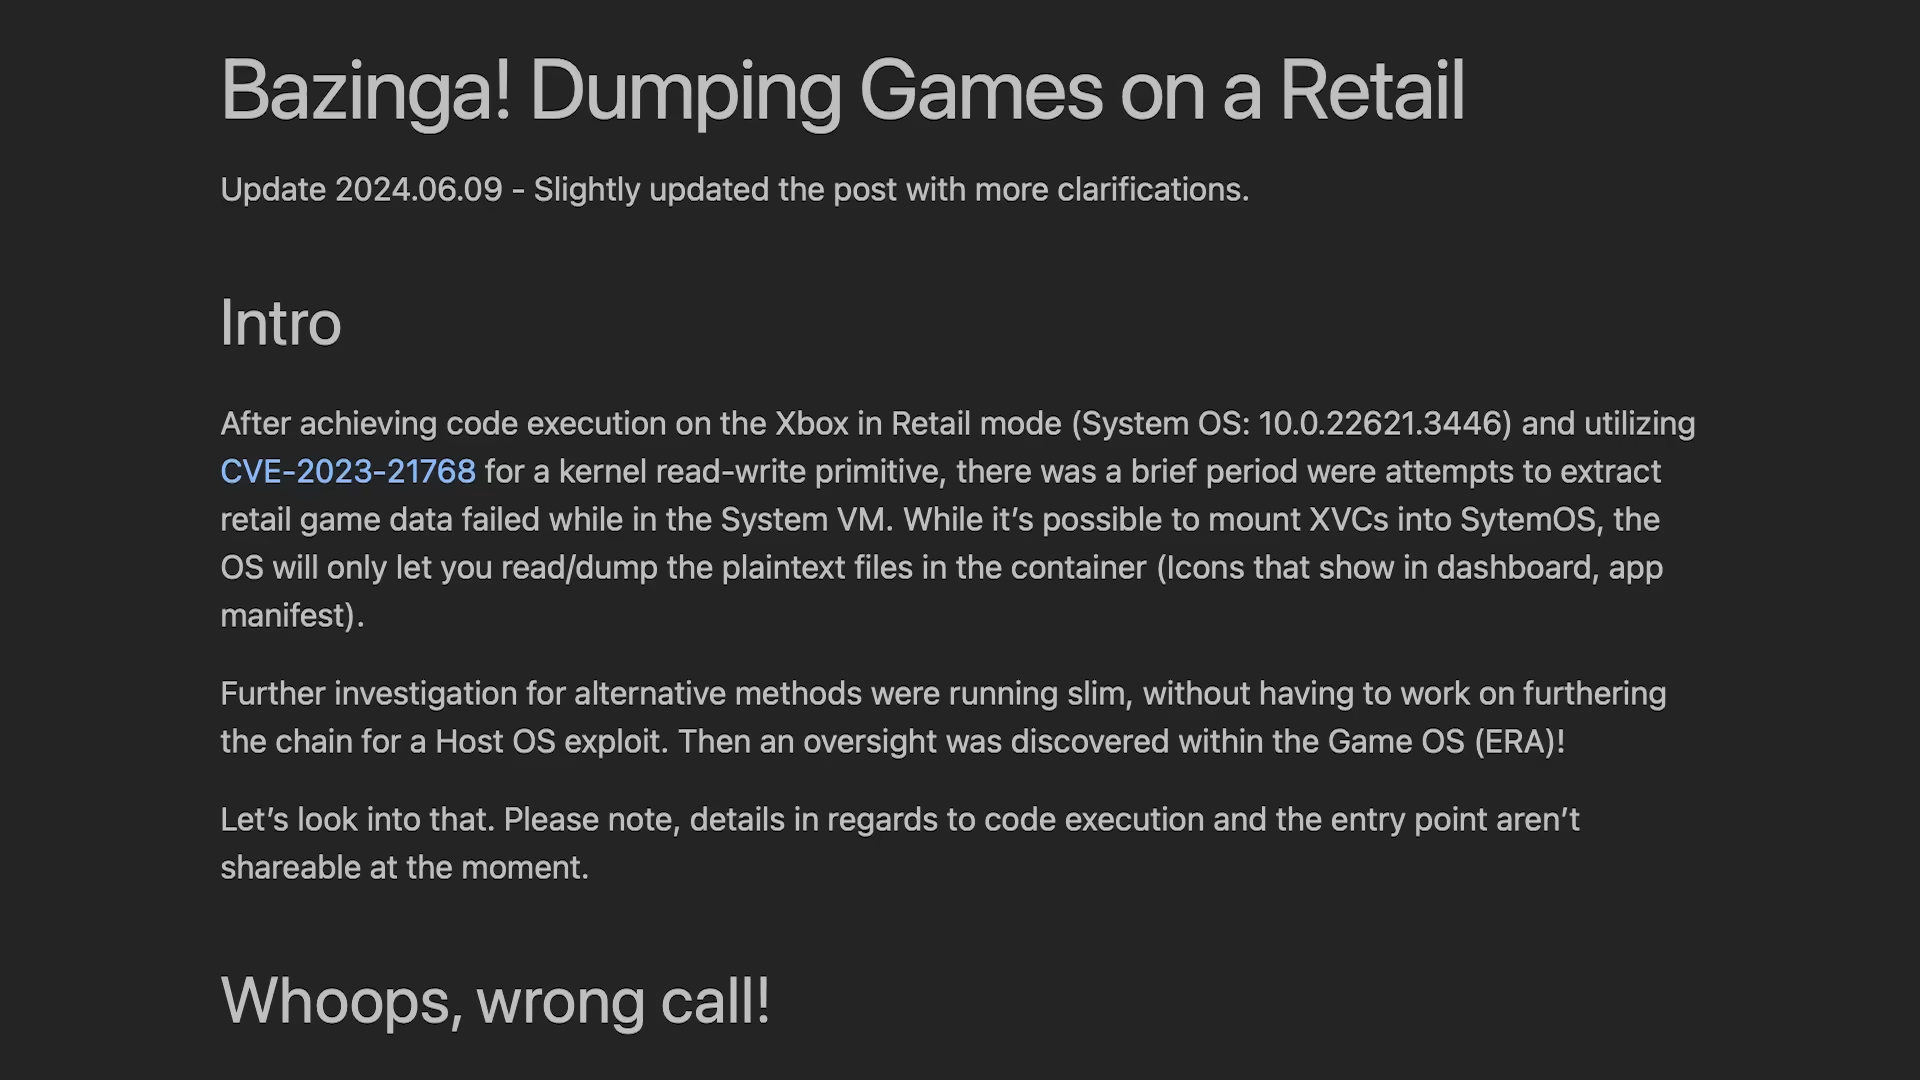 Bazinga! Dumping Games on a Retail
Update 2024.06.09 - Slightly updated the post with more clarifications.
Intro
After achieving code execution on the Xbox in Retail mode (System OS: 10.0.22621.3446) and utilizing
CVE-2023-21768 for a kernel read-write primitive, there was a brief period were attempts to extract
retail game data failed while in the System VM. While it’s possible to mount XVCs into SytemOS, the
OS will only let you read/dump the plaintext files in the container (Icons that show in dashboard, app
manifest).
Further investigation for alternative methods were running slim, without having to work on furthering
the chain for a Host OS exploit. Then an oversight was discovered within the Game OS (ERA)!
Let’s look into that. Please note, details in regards to code execution and the entry point aren’t
shareable at the moment.
Whoops, wrong call!